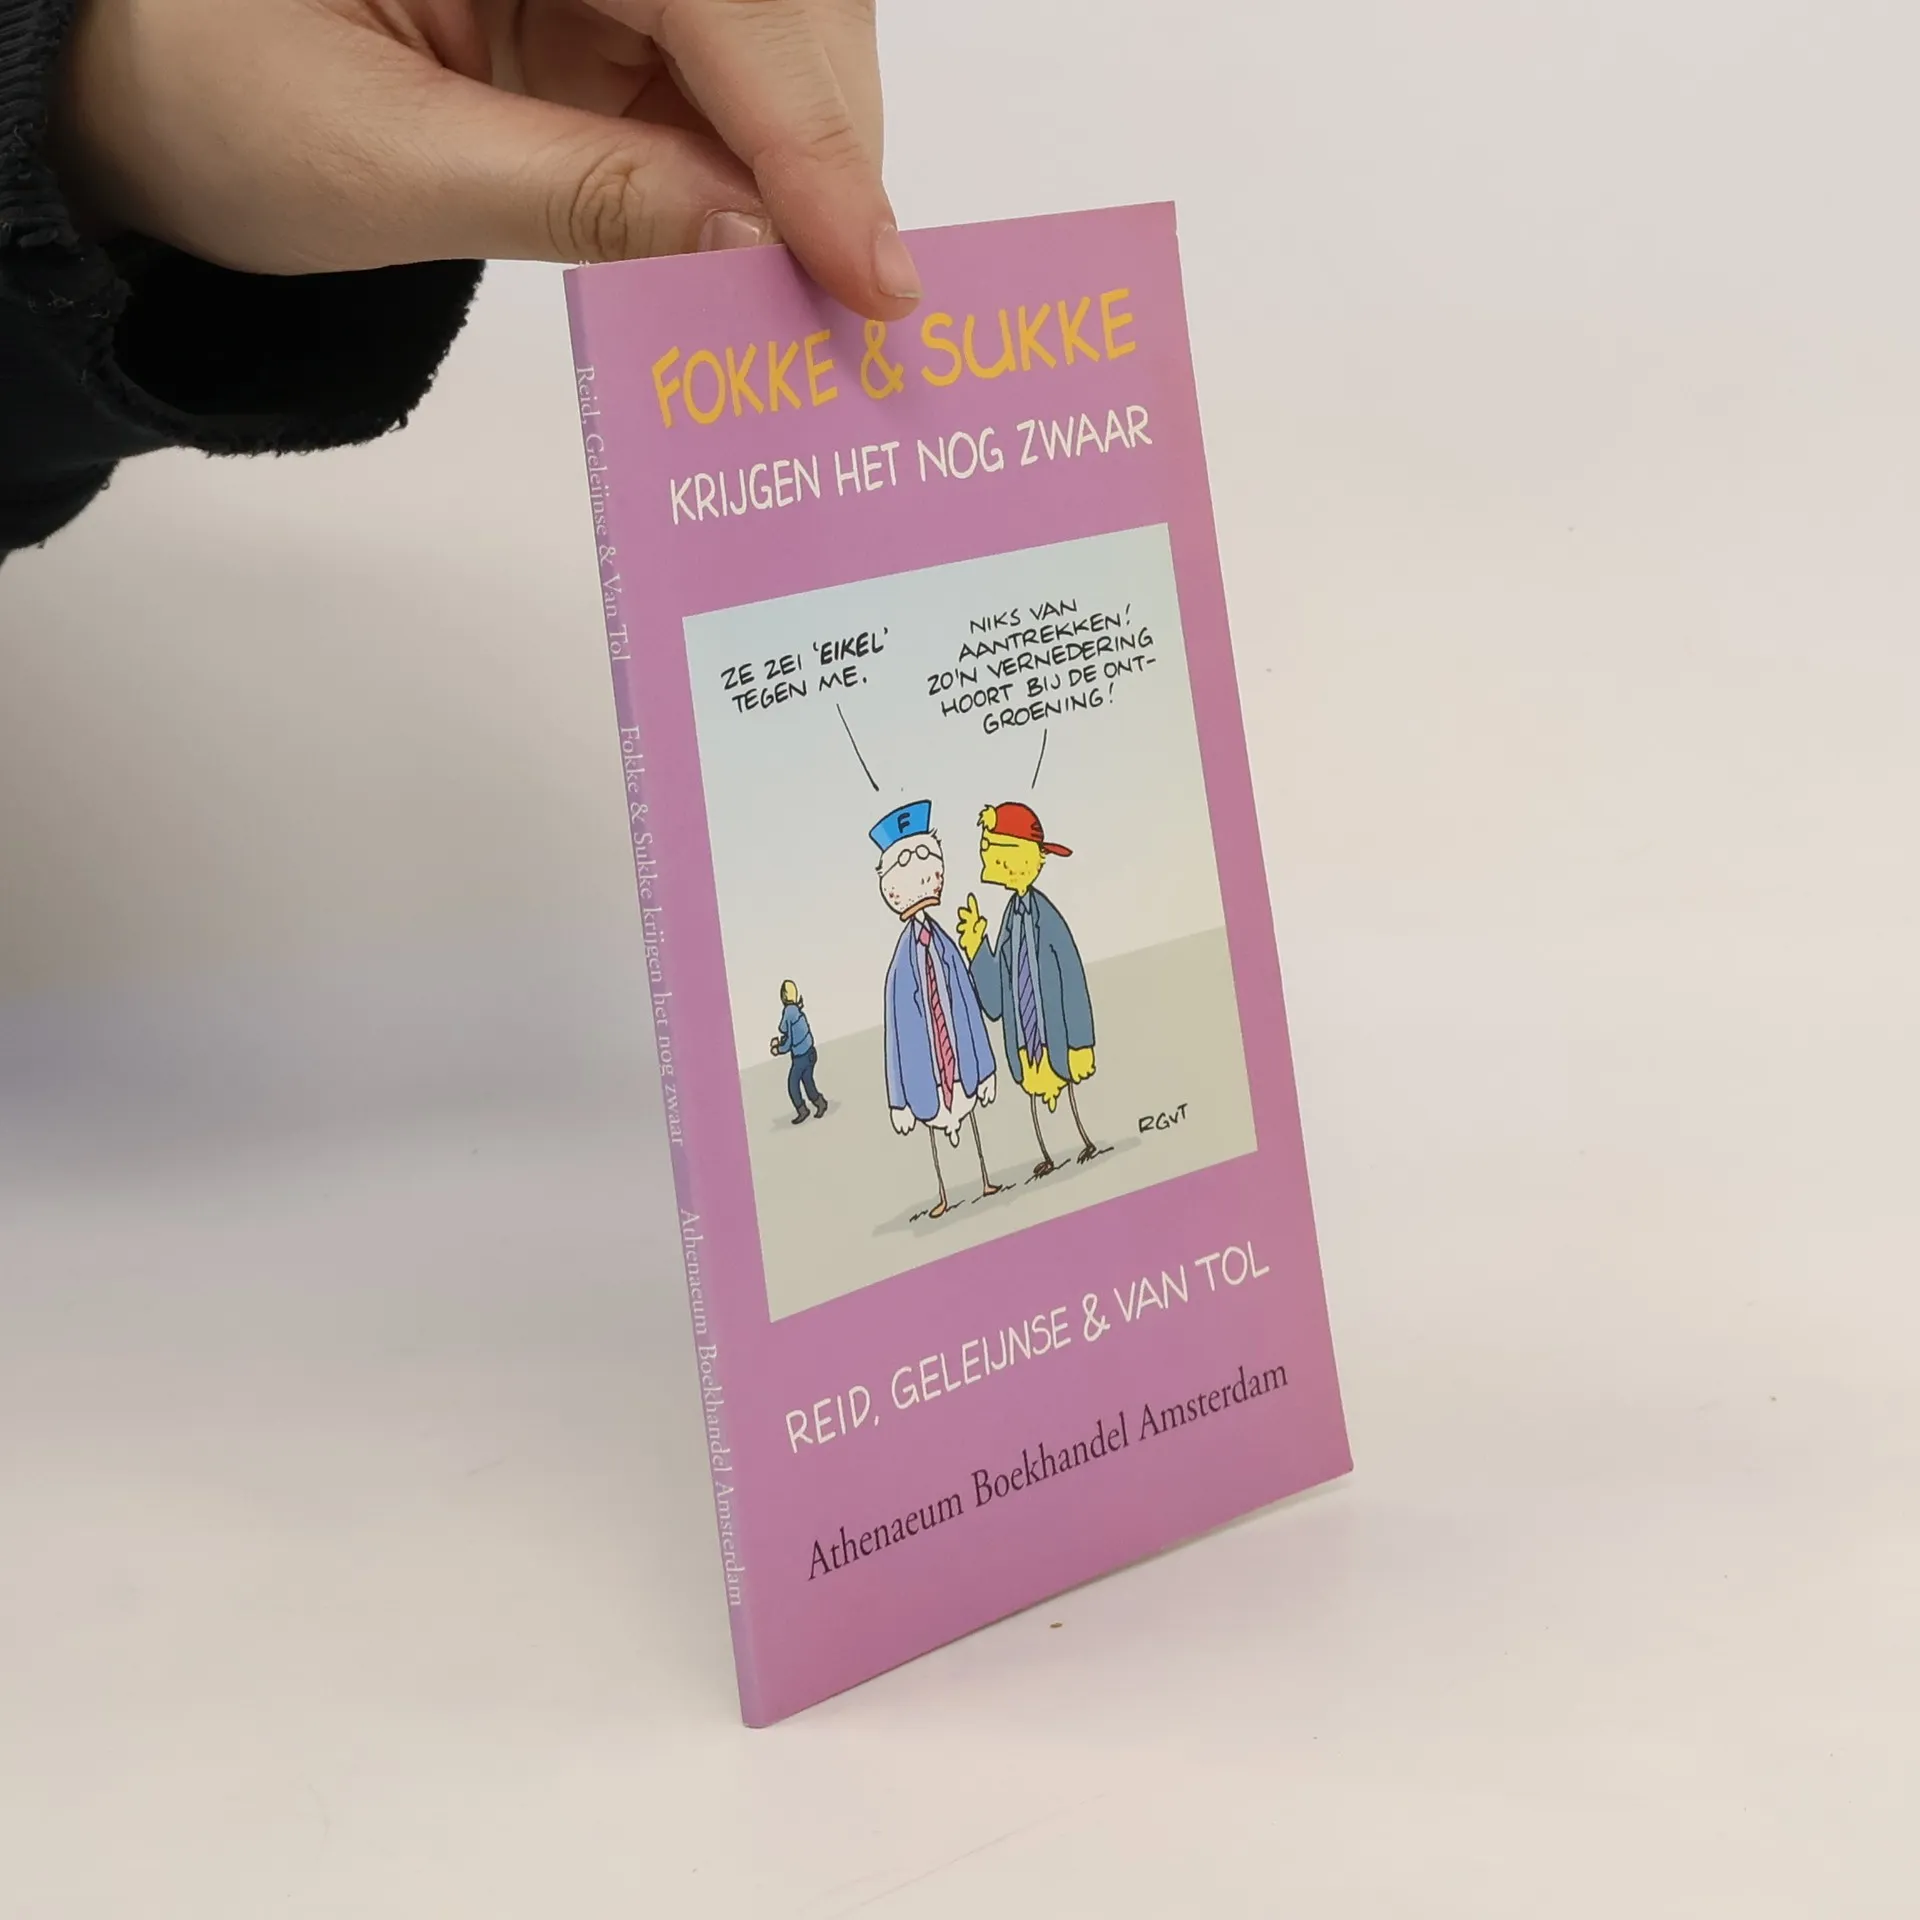 FOKKE & SUKKE
KRIJGEN HET NOG ZWAAR
ZE ZEI 'EIKEL'
TEGEN ME.
NIKS VAN
AANTREKKEN!
ZO'N VERNEDERING
HOORT BIJ DE ONT-
GROENING!
F
RGVT
REID, GELEIJNSE & VAN TOL
Athenaeum Boekhandel Amsterdam
Reid, Geleijnse & Van Tol Fokke & Sukke krijgen het nog zwaar Athenaeum Boekhandel Amsterdam